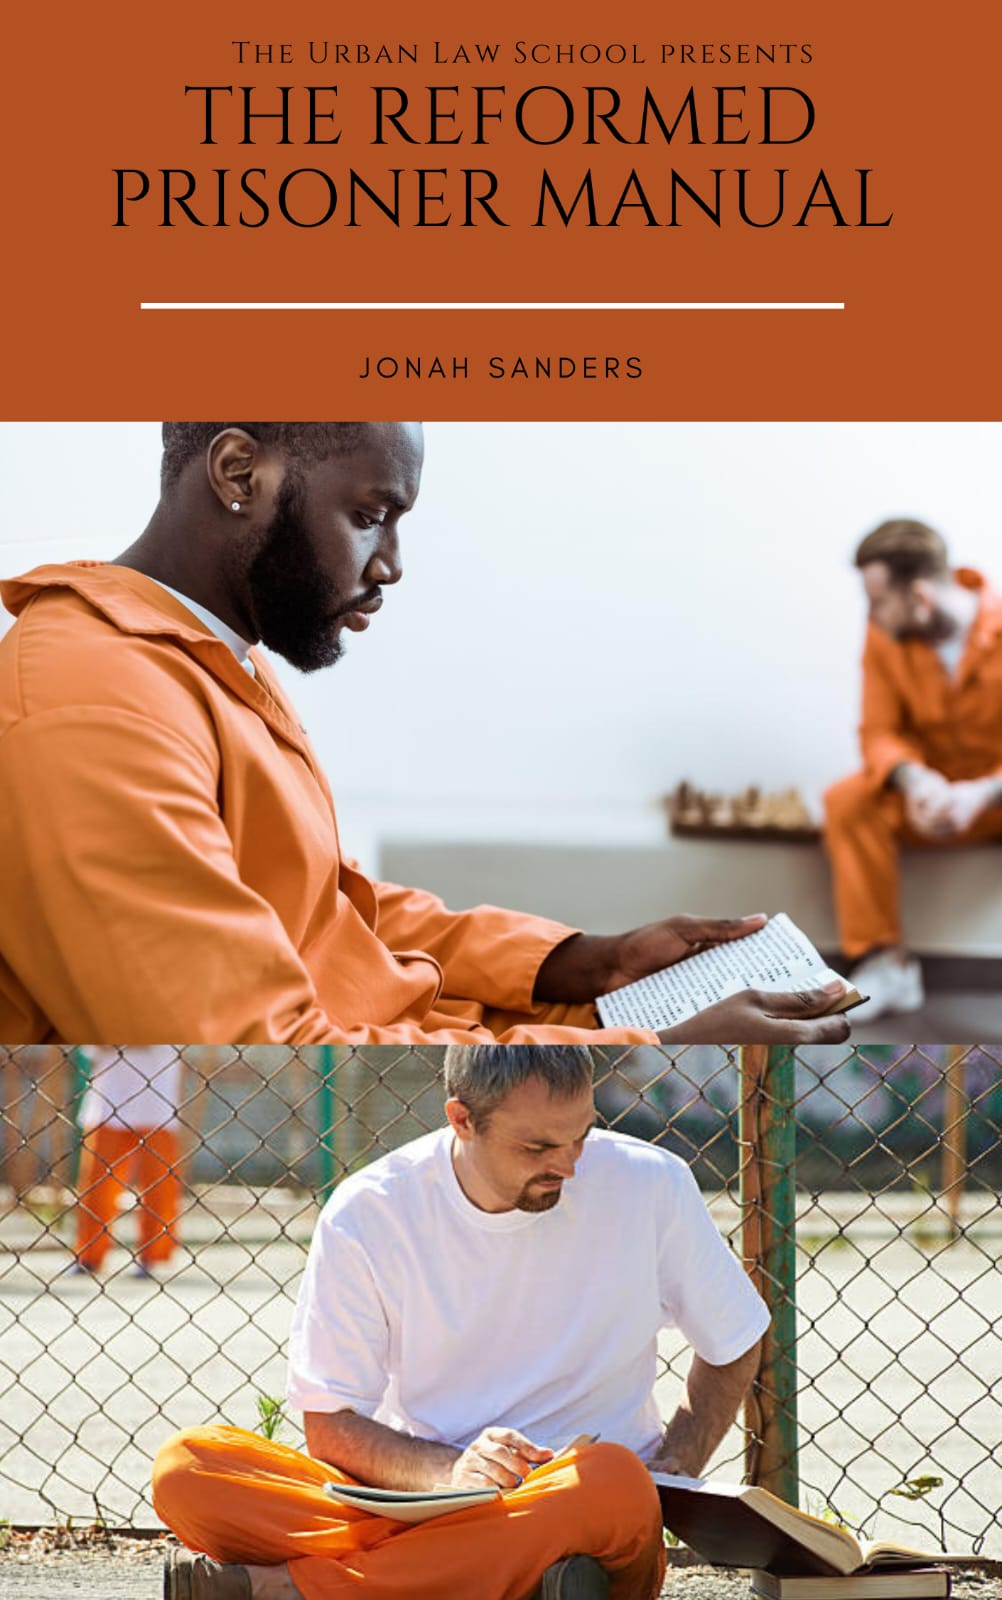 The Urban Law School presents
THE REFORMED
PRISONER MANUAL
JONAH SANDERS